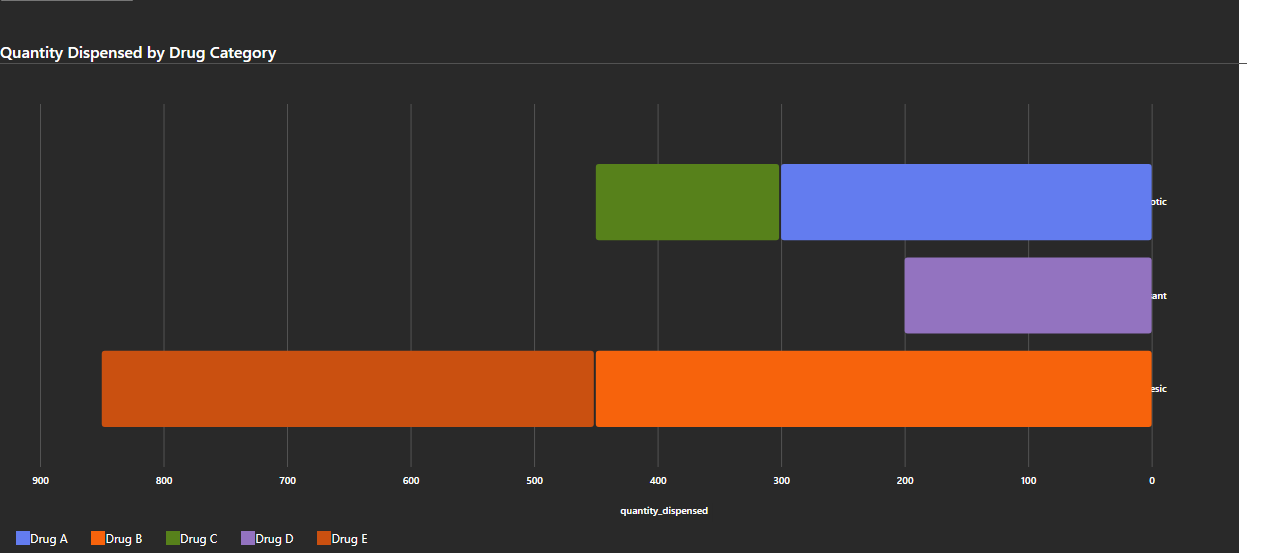 Quantity Dispensed by Drug Category
otic
ant
esic
900 800 700 600 500 400 300 200 100 0
quantity_dispensed
Drug A Drug B Drug C Drug D Drug E